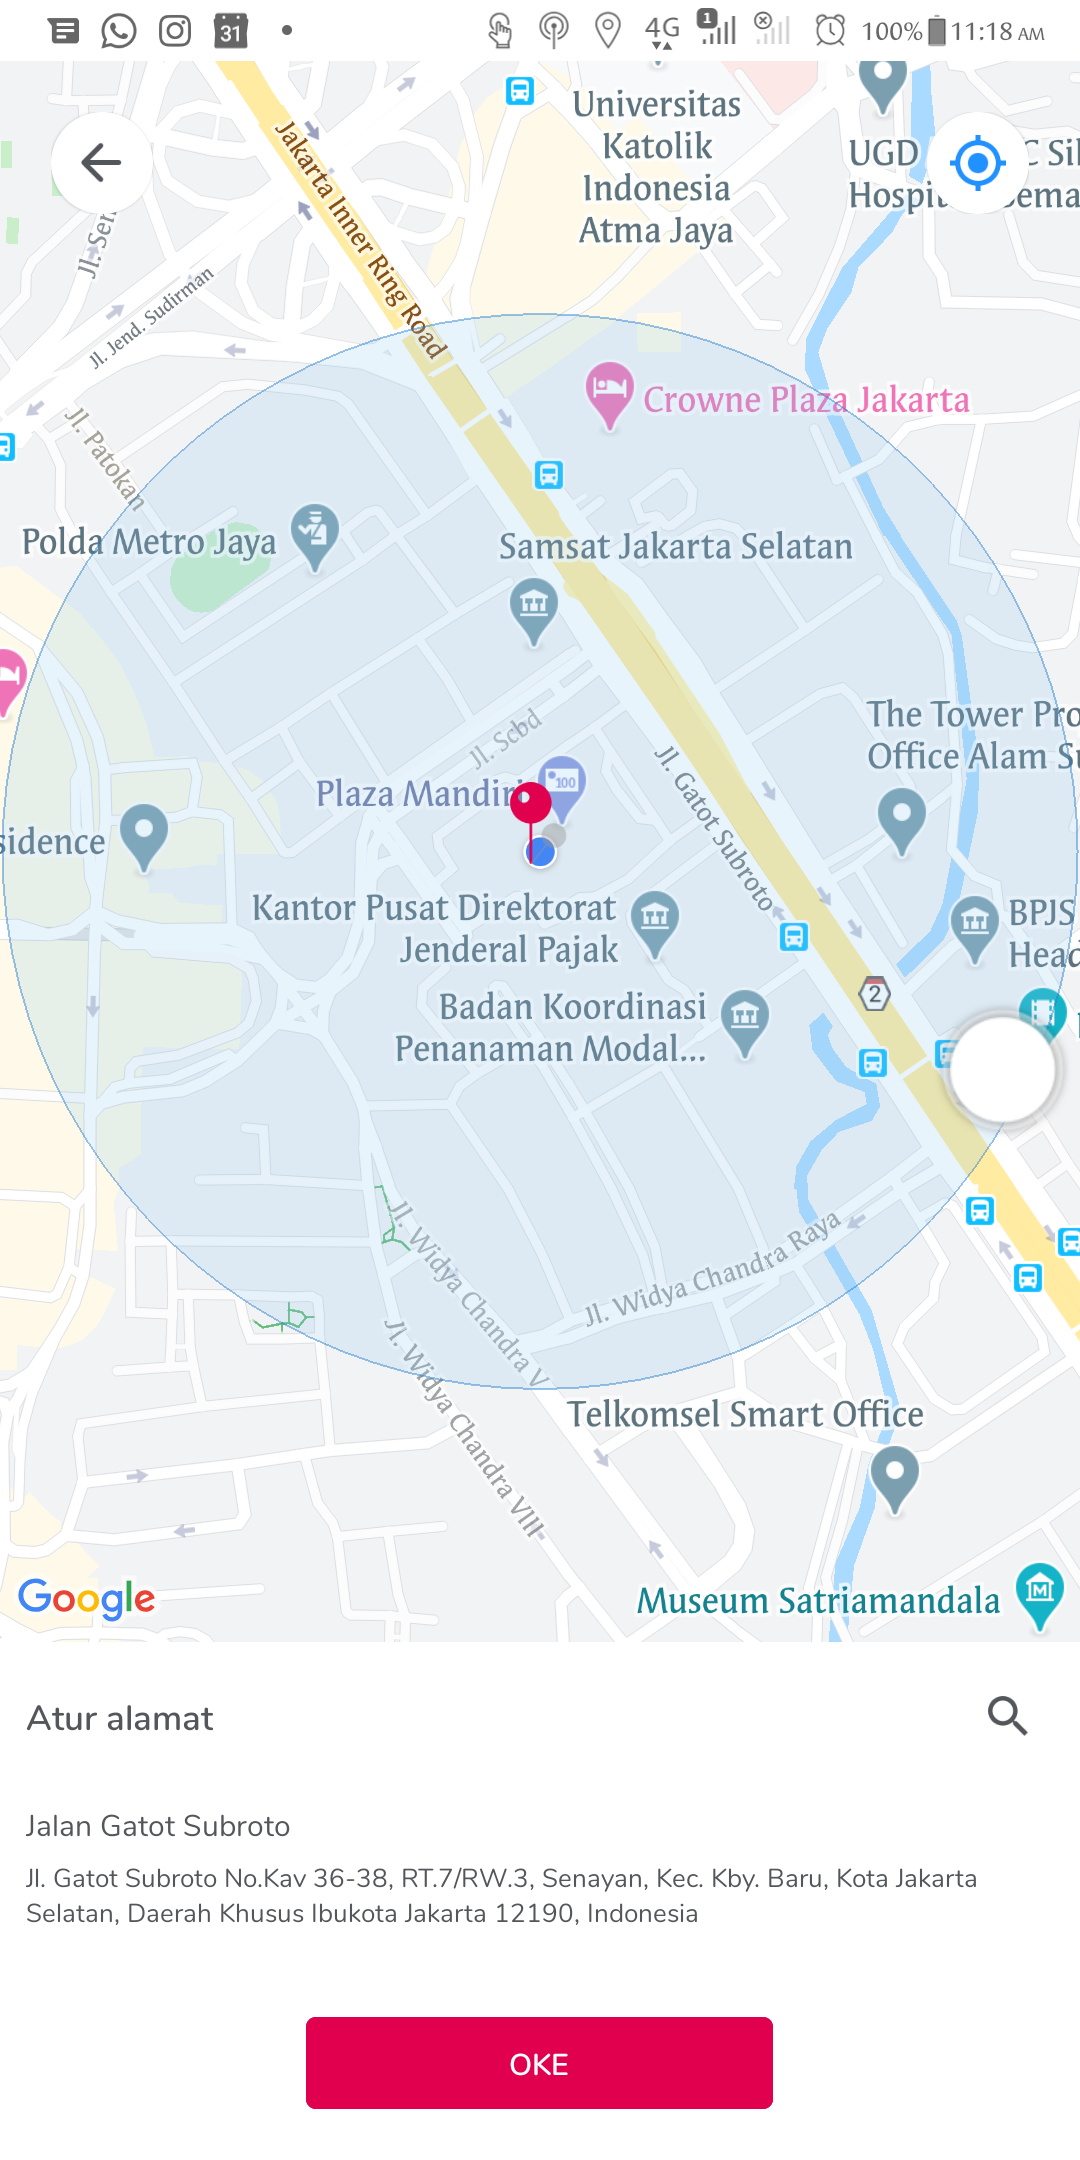 31
4G
1
100%
11:18 AM
Universitas
Katolik
Indonesia
Atma Jaya
UGD
Jakarta Inner Ring Road
Jl. Jend. Sudirman
Jl. Patokan
Crowne Plaza Jakarta
Polda Metro Jaya
Samsat Jakarta Selatan
Jl. Scbd
The Tower
Office Alam
Plaza Mandiri
100
Jl. Gatot Subroto
sidence
Kantor Pusat Direktorat
Jenderal Pajak
BPJS
Head
2
Badan Koordinasi
Penanaman Modal...
Jl. Widya Chandra Raya
Jl. Widya Chandra V
Jl. Widya Chandra VIII
Telkomsel Smart Office
Google
Museum Satriamandala
M
Atur alamat
Jalan Gatot Subroto
Jl. Gatot Subroto No.Kav 36-38, RT.7/RW.3, Senayan, Kec. Kby. Baru, Kota Jakarta
Selatan, Daerah Khusus Ibukota Jakarta 12190, Indonesia
OKE